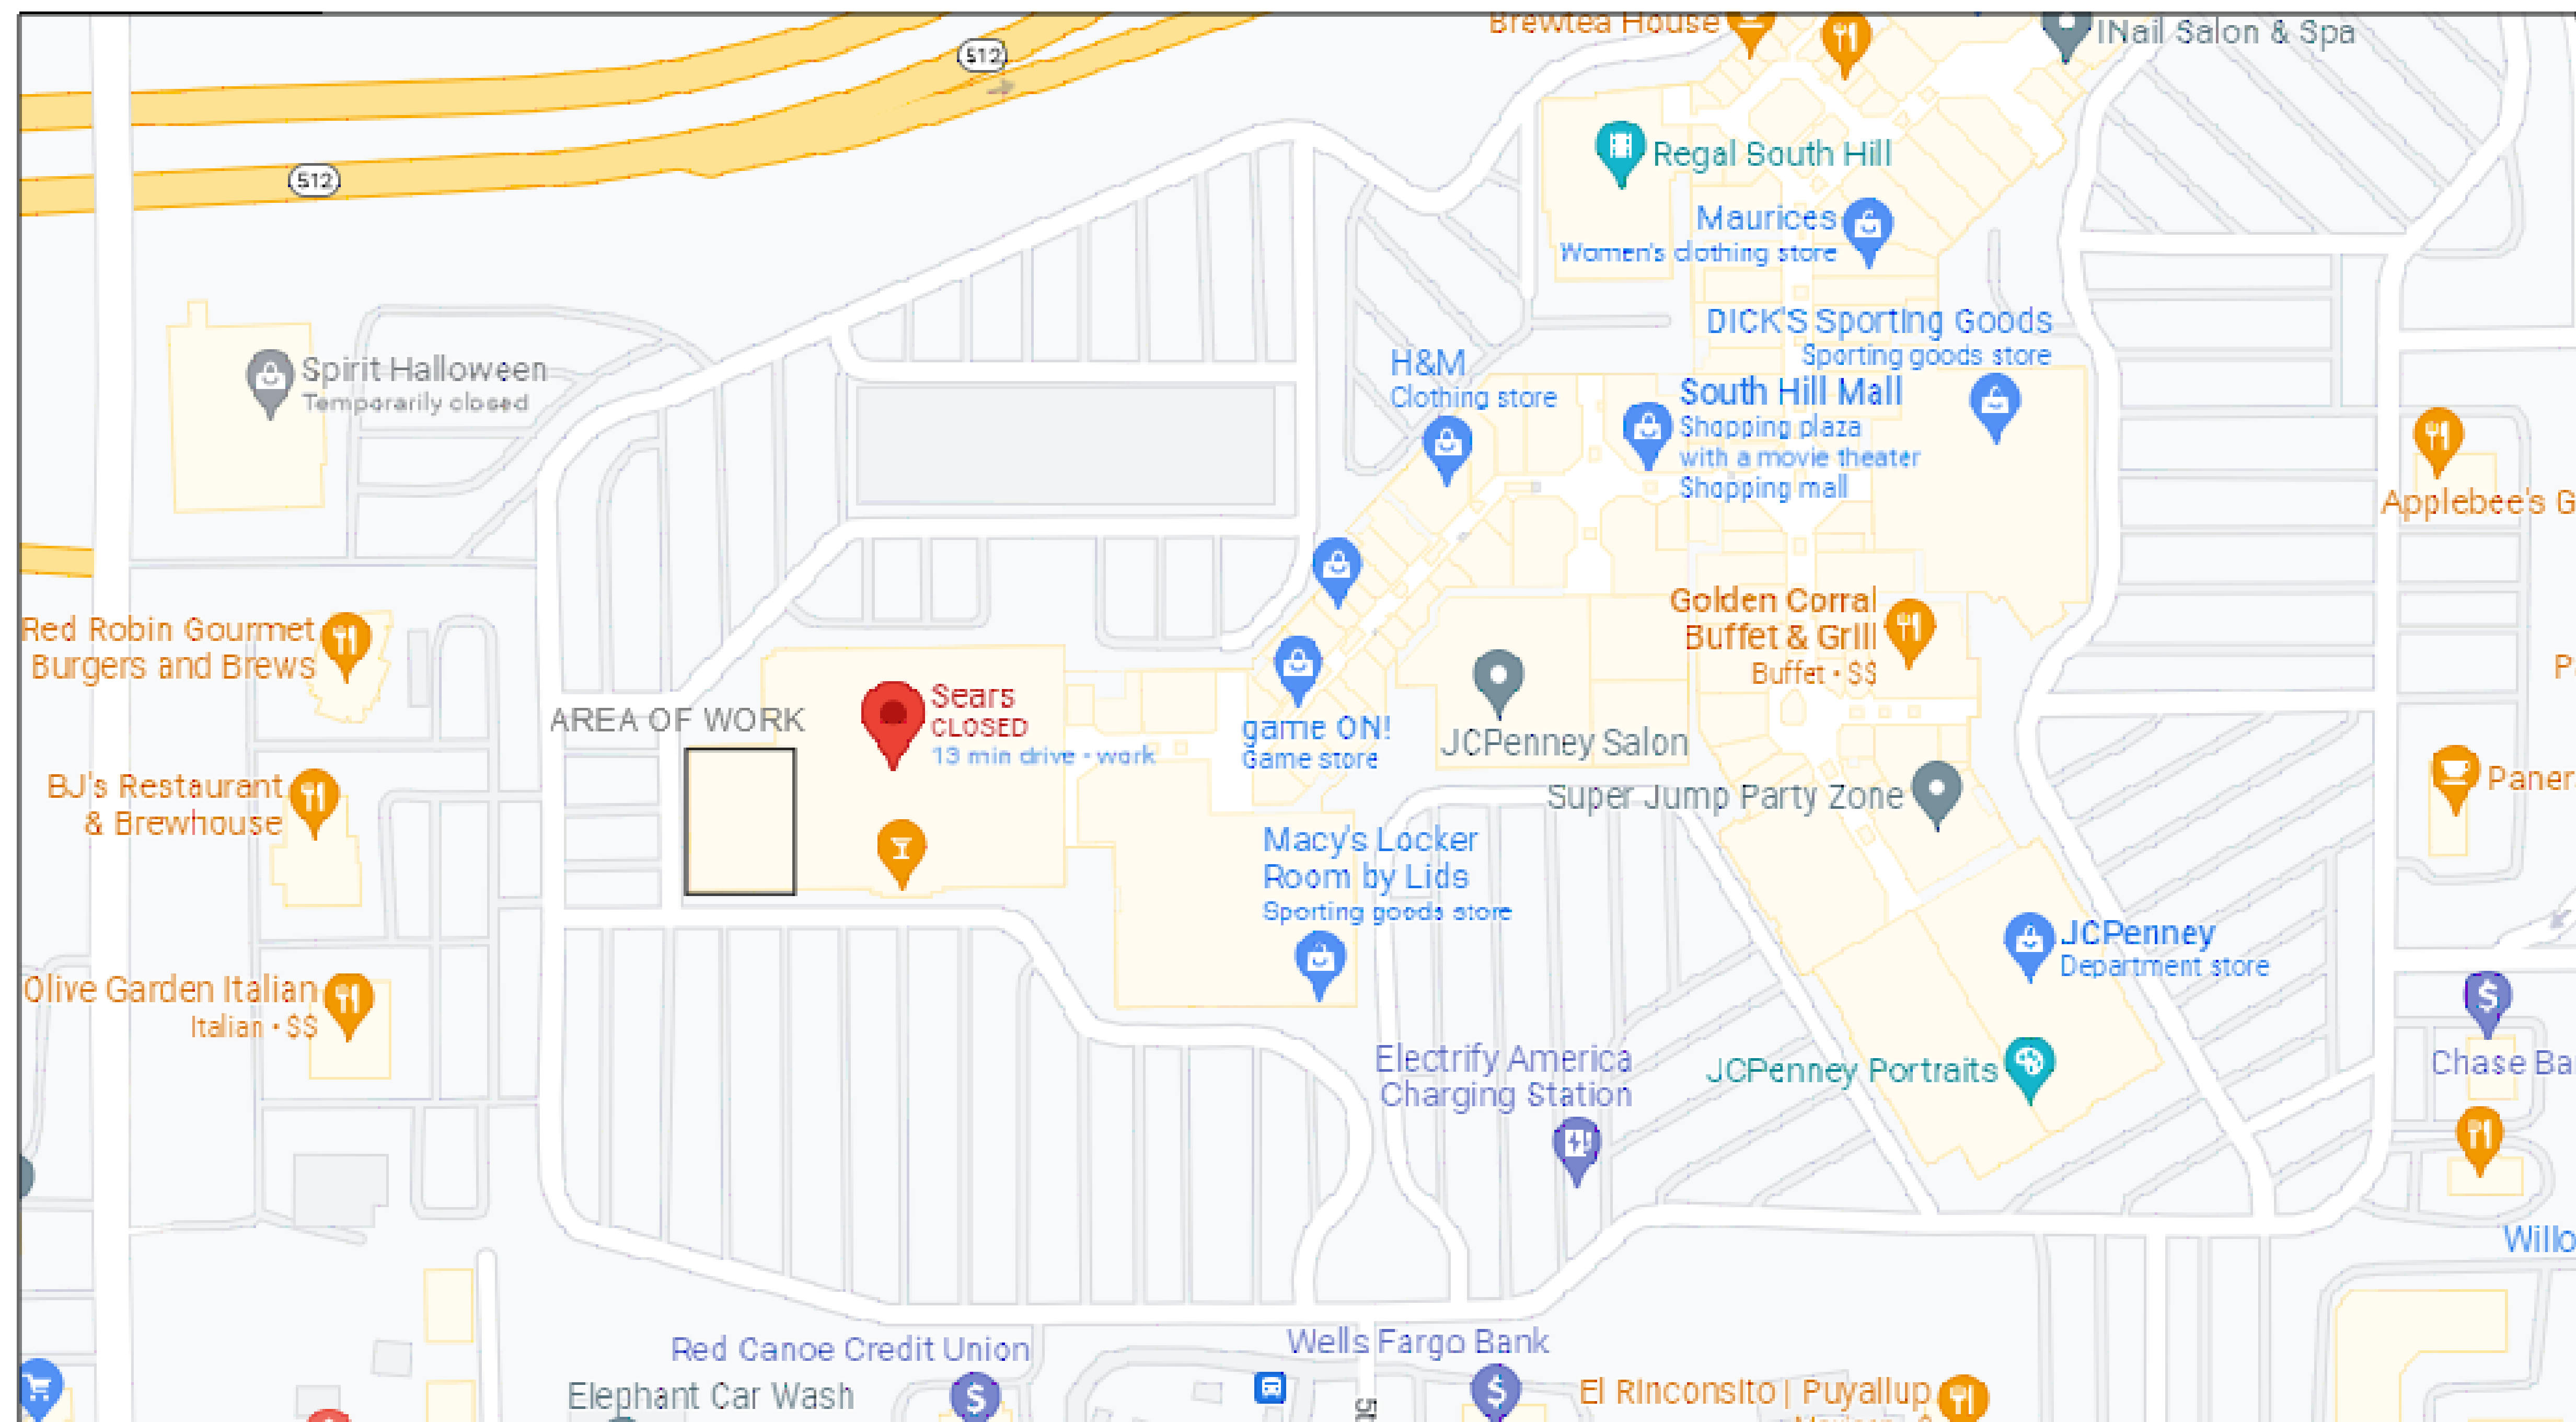 Brewtea House
INail Salon & Spa
512
512
Regal South Hill
Maurices
Women's clothing store
DICK'S Sporting Goods
Sporting goods store
H&M
Clothing store
South Hill Mall
Shopping plaza
with a movie theater
Shopping mall
Spirit Halloween
Temporarily closed
Applebee's G
Red Robin Gourmet
Burgers and Brews
Golden Corral
Buffet & Grill
Buffet • $$
P
AREA OF WORK
Sears
CLOSED
13 min drive - work
game ON!
Game store
JCPenney Salon
BJ's Restaurant
& Brewhouse
Super Jump Party Zone
Paner
Macy's Locker
Room by Lids
Sporting goods store
JCPenney
Department store
Olive Garden Italian
Italian • $$
Electrify America
Charging Station
JCPenney Portraits
Chase Ba
Willo
Red Canoe Credit Union
Wells Fargo Bank
Elephant Car Wash
El Rinconsito | Puyallup